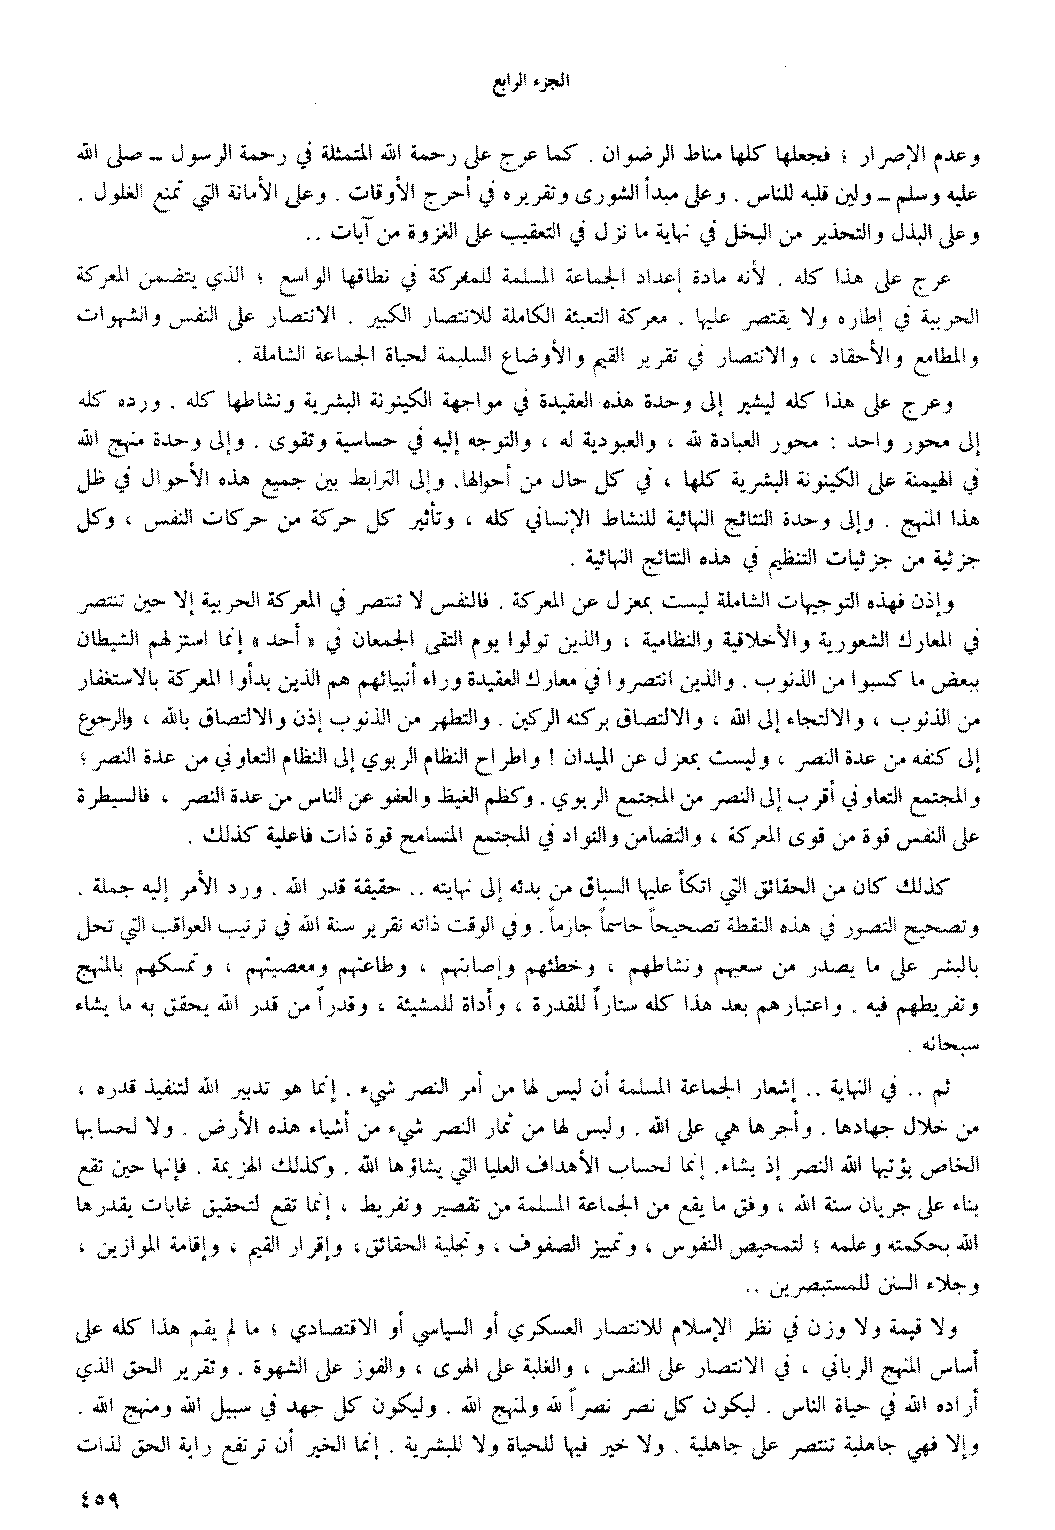 الجزء الرابع
وعدم الإصرار ؛ فجعلها كلها مناط الرضوان . كما عرج على رحمة الله المتمثلة في رحمة الرسول – صلى الله
عليه وسلم – ولين قلبه للناس . وعلى مبدأ الشورى وتقريره في أحرج الأوقات . وعلى الأمانة التي تمنع الغلول .
وعلى البذل والتحذير من البخل في نهاية ما نزل في التعقيب على الغزوة من آيات ..
عرج على هذا كله . لأنه مادة إعداد الجماعة المسلمة للمعركة في نطاقها الواسع ؛ الذي يتضمن المعركة
الحربية في إطاره ولا يقتصر عليها . معركة التعبئة الكاملة للانتصار الكبير . الانتصار على النفس والشهوات
والمطامع والأحقاد ، والانتصار في تقرير القيم والأوضاع السليمة لحياة الجماعة الشاملة .
وعرج على هذا كله ليشير إلى وحدة هذه العقيدة في مواجهة الكينونة البشرية ونشاطها كله . ورده كله
إلى محور واحد : محور العبادة لله ، والعبودية له ، والتوجه إليه في حساسية وتقوى . وإلى وحدة منهج الله
في الهيمنة على الكينونة البشرية كلها ، في كل حال من أحوالها. وإلى الترابط بين جميع هذه الأحوال في ظل
هذا المنهج . وإلى وحدة النتائج النهائية للنشاط الإنساني كله ، وتأثير كل حركة من حركات النفس ، وكل
جزئية من جزئيات التنظيم في هذه النتائج النهائية .
وإذن فهذه التوجيهات الشاملة ليست بمعزل عن المعركة . فالنفس لا تنتصر في المعركة الحربية إلا حين تنتصر
في المعارك الشعورية والأخلاقية والنظامية ، والذين تولوا يوم التقى الجمعان في « أحد » إنما استزلهم الشيطان
ببعض ما كسبوا من الذنوب . والذين انتصروا في معارك العقيدة وراء أنبيائهم هم الذين بدأوا المعركة بالاستغفار
من الذنوب ، والالتجاء إلى الله ، والالتصاق بركنه الركين . والتطهر من الذنوب إذن والالتصاق بالله ، والرجوع
إلى كنفه من عدة النصر ، وليست بمعزل عن الميدان ! واطراح النظام الربوي إلى النظام التعاوني من عدة النصر ؛
والمجتمع التعاوني أقرب إلى النصر من المجتمع الربوي . وكظم الغيظ والعفو عن الناس من عدة النصر ، فالسيطرة
على النفس قوة من قوى المعركة ، والتضامن والتواد في المجتمع المتسامح قوة ذات فاعلية كذلك .
كذلك كان من الحقائق التي اتكأ عليها السياق من بدئه إلى نهايته .. حقيقة قدر الله . ورد الأمر إليه جملة .
وتصحيح التصور في هذه النقطة تصحيحاً حاسماً جازماً . وفي الوقت ذاته تقرير سنة الله في ترتيب العواقب التي تحل
بالبشر على ما يصدر من سعيهم ونشاطهم ، وخطئهم وإصابتهم ، وطاعتهم ومعصيتهم ، وتمسكهم بالمنهج
وتفريطهم فيه . واعتبارهم بعد هذا كله ستاراً للقدرة ، وأداة للمشيئة ، وقدراً من قدر الله يحقق به ما يشاء
سبحانه .
ثم .. في النهاية .. إشعار الجماعة المسلمة أن ليس لها من أمر النصر شيء . إنما هو تدبير الله لتنفيذ قدره ،
من خلال جهادها . وأجرها هي على الله . وليس لها من ثمار النصر شيء من أشياء هذه الأرض . ولا لحسابها
الخاص يؤتيها الله النصر إذ يشاء. إنما لحساب الأهداف العليا التي يشاؤها الله . وكذلك الهزيمة . فإنها حين تقع
بناء على جريان سنة الله ، وفق ما يقع من الجماعة المسلمة من تقصير وتفريط ، إنما تقع لتحقيق غايات يقدرها
الله بحكمته وعلمه ؛ لتمحيص النفوس ، وتمييز الصفوف ، وتجلية الحقائق ، وإقرار القيم ، وإقامة الموازين ،
وجلاء السنن للمستبصرين ..
ولا قيمة ولا وزن في نظر الإسلام للانتصار العسكري أو السياسي أو الاقتصادي ؛ ما لم يقم هذا كله على
أساس المنهج الرباني ، في الانتصار على النفس ، والغلبة على الهوى ، والفوز على الشهوة . وتقرير الحق الذي
أراده الله في حياة الناس . ليكون كل نصر نصراً لله ولمنهج الله . وليكون كل جهد في سبيل الله ومنهج الله .
وإلا فهي جاهلية تنتصر على جاهلية . ولا خير فيها للحياة ولا للبشرية . إنما الخير أن ترتفع راية الحق لذات
٤٥٩